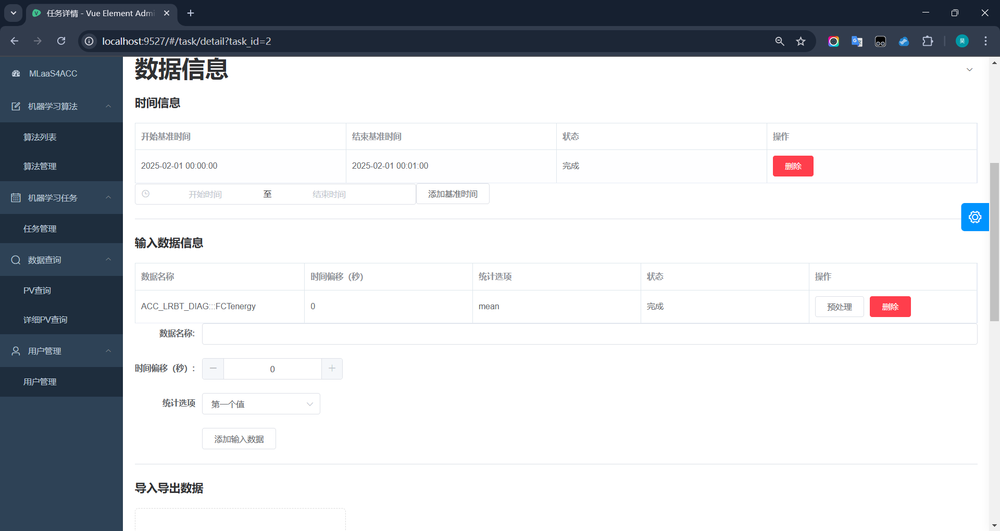 任务详情 - Vue Element Admi
localhost:9527/#/task/detail?task_id=2
昊
MLaaS4ACC
机器学习算法
算法列表
算法管理
机器学习任务
任务管理
数据查询
PV查询
详细PV查询
用户管理
用户管理
数据信息
时间信息
开始基准时间 结束基准时间 状态 操作
2025-02-01 00:00:00 2025-02-01 00:01:00 完成 删除
开始时间 至 结束时间 添加基准时间
输入数据信息
数据名称 时间偏移（秒） 统计选项 状态 操作
ACC_LRBT_DIAG:::FCTenergy 0 mean 完成 预处理 删除
数据名称:
时间偏移（秒）: 0
统计选项 第一个值
添加输入数据
导入导出数据